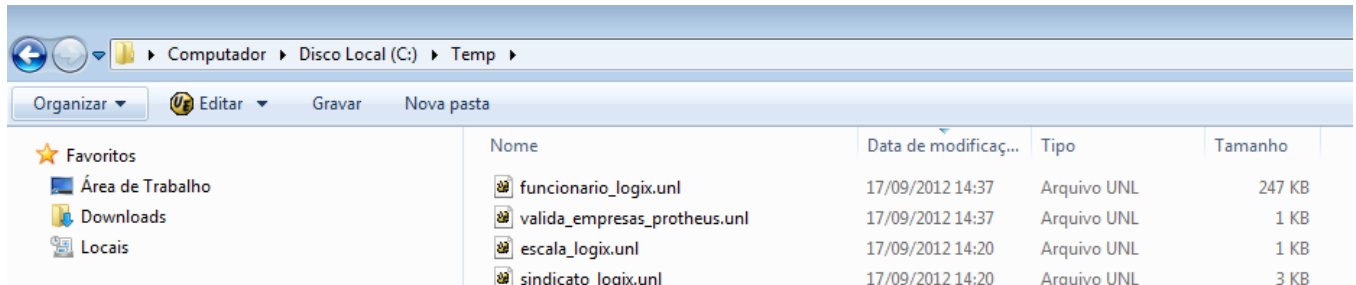 Computador Disco Local (C:) Temp
Organizar Editar Gravar Nova pasta
Favoritos
Área de Trabalho
Downloads
Locais
Nome Data de modificaç... Tipo Tamanho
funcionario_logix.unl 17/09/2012 14:37 Arquivo UNL 247 KB
valida_empresas_protheus.unl 17/09/2012 14:37 Arquivo UNL 1 KB
escala_logix.unl 17/09/2012 14:20 Arquivo UNL 1 KB
sindicato_logix.unl 17/09/2012 14:20 Arquivo UNL 3 KB